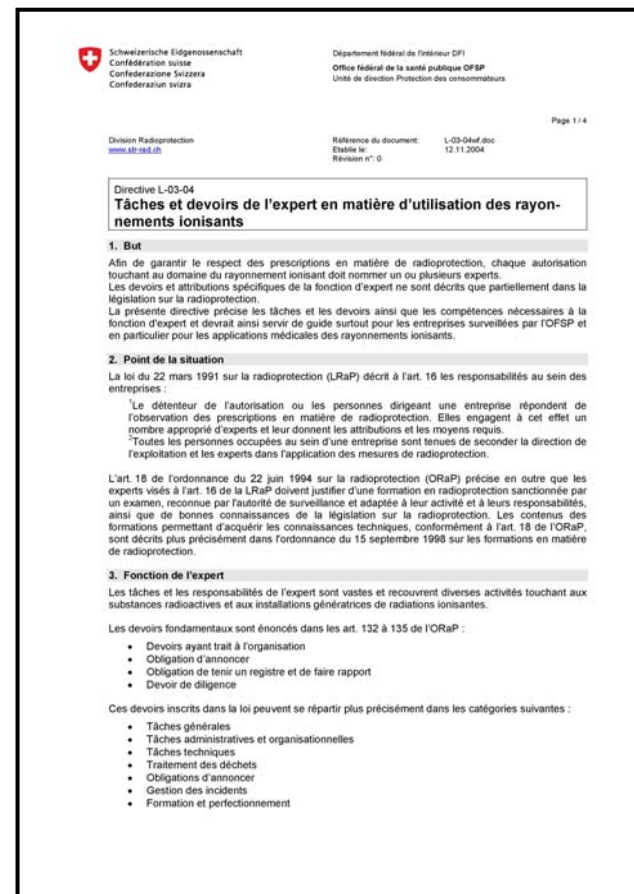 Schweizerische Eidgenossenschaft
Confédération suisse
Confederazione Svizzera
Confederaziun svizra
Département fédéral de l'intérieur DFI
Office fédéral de la santé publique OFSP
Unité de direction Protection des consommateurs
Page 1 / 4
Division Radioprotection
www.str-rad.ch
Référence du document: L-03-04wf.doc
Etablie le: 12.11.2004
Révision n°: 0
Directive L-03-04
Tâches et devoirs de l'expert en matière d'utilisation des rayon-
nements ionisants
1. But
Afin de garantir le respect des prescriptions en matière de radioprotection, chaque autorisation
touchant au domaine du rayonnement ionisant doit nommer un ou plusieurs experts.
Les devoirs et attributions spécifiques de la fonction d'expert ne sont décrits que partiellement dans la
législation sur la radioprotection.
La présente directive précise les tâches et les devoirs ainsi que les compétences nécessaires à la
fonction d'expert et devrait ainsi servir de guide surtout pour les entreprises surveillées par l'OFSP et
en particulier pour les applications médicales des rayonnements ionisants.
2. Point de la situation
La loi du 22 mars 1991 sur la radioprotection (LRaP) décrit à l'art. 16 les responsabilités au sein des
entreprises :
1Le détenteur de l'autorisation ou les personnes dirigeant une entreprise répondent de
l'observation des prescriptions en matière de radioprotection. Elles engagent à cet effet un
nombre approprié d'experts et leur donnent les attributions et les moyens requis.
2Toutes les personnes occupées au sein d'une entreprise sont tenues de seconder la direction de
l'exploitation et les experts dans l'application des mesures de radioprotection.
L'art. 18 de l'ordonnance du 22 juin 1994 sur la radioprotection (ORaP) précise en outre que les
experts visés à l'art. 16 de la LRaP doivent justifier d'une formation en radioprotection sanctionnée par
un examen, reconnue par l'autorité de surveillance et adaptée à leur activité et à leurs responsabilités,
ainsi que de bonnes connaissances de la législation sur la radioprotection. Les contenus des
formations permettant d'acquérir les connaissances techniques, conformément à l'art. 18 de l'ORaP,
sont décrits plus précisément dans l'ordonnance du 15 septembre 1998 sur les formations en matière
de radioprotection.
3. Fonction de l'expert
Les tâches et les responsabilités de l'expert sont vastes et recouvrent diverses activités touchant aux
substances radioactives et aux installations génératrices de radiations ionisantes.
Les devoirs fondamentaux sont énoncés dans les art. 132 à 135 de l'ORaP :
• Devoirs ayant trait à l'organisation
• Obligation d'annoncer
• Obligation de tenir un registre et de faire rapport
• Devoir de diligence
Ces devoirs inscrits dans la loi peuvent se répartir plus précisément dans les catégories suivantes :
• Tâches générales
• Tâches administratives et organisationnelles
• Tâches techniques
• Traitement des déchets
• Obligations d'annoncer
• Gestion des incidents
• Formation et perfectionnement